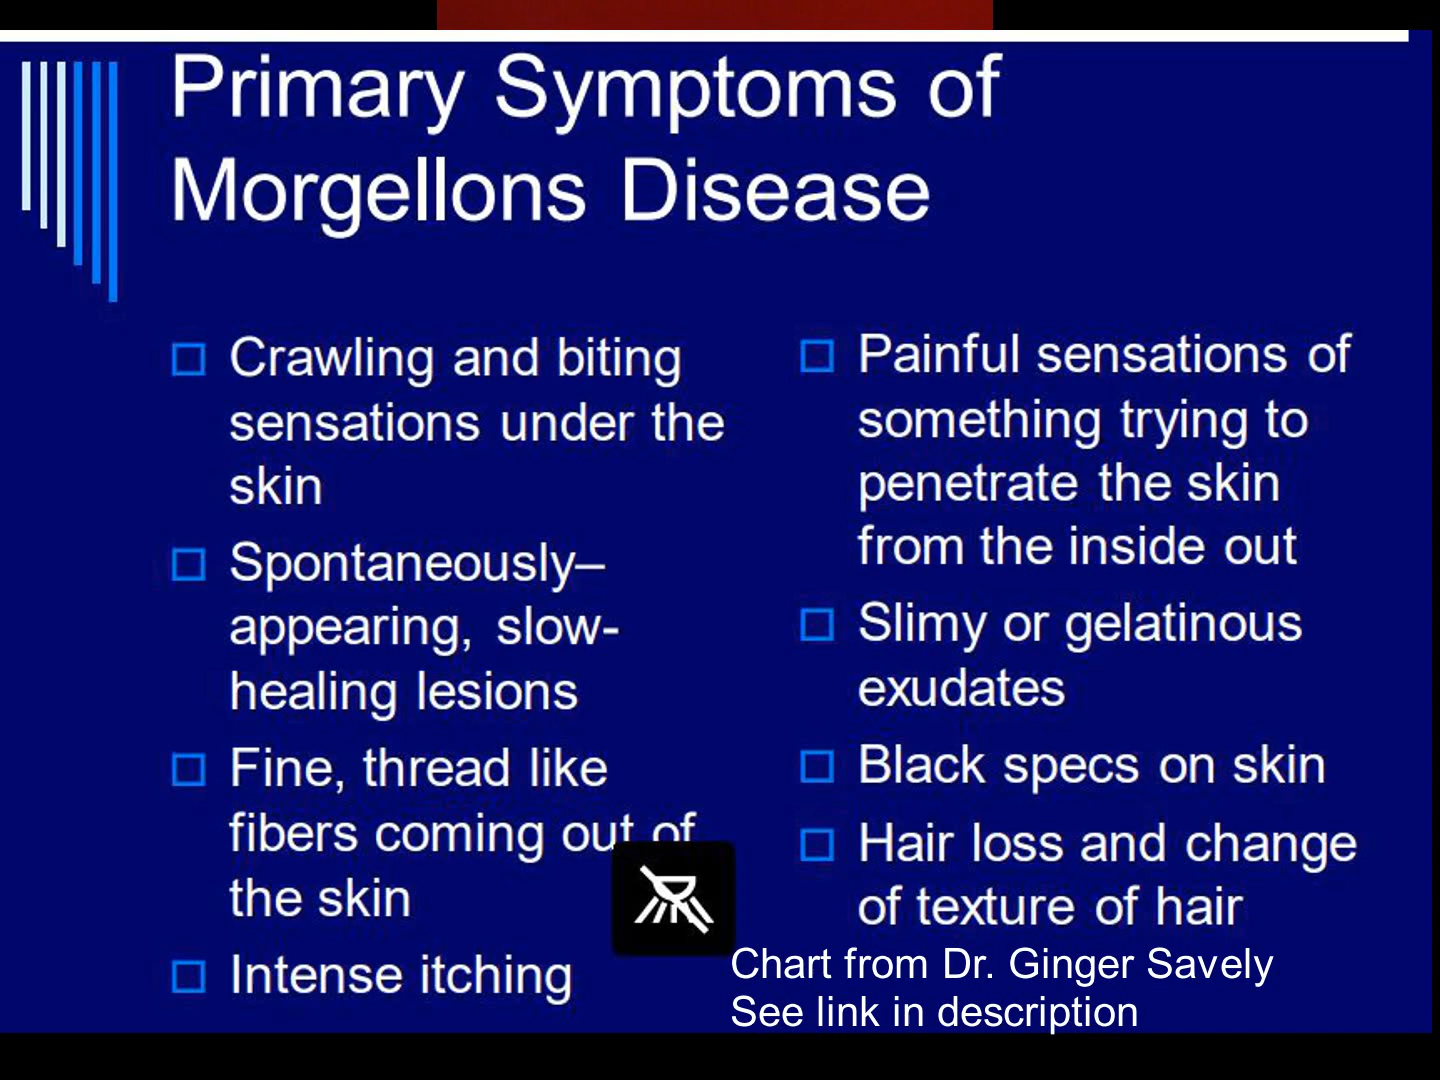 Primary Symptoms of
Morgellons Disease
Crawling and biting
sensations under the
skin
Spontaneously–
appearing, slow-
healing lesions
Fine, thread like
fibers coming out of
the skin
Intense itching
Painful sensations of
something trying to
penetrate the skin
from the inside out
Slimy or gelatinous
exudates
Black specs on skin
Hair loss and change
of texture of hair
Chart from Dr. Ginger Savely
See link in description